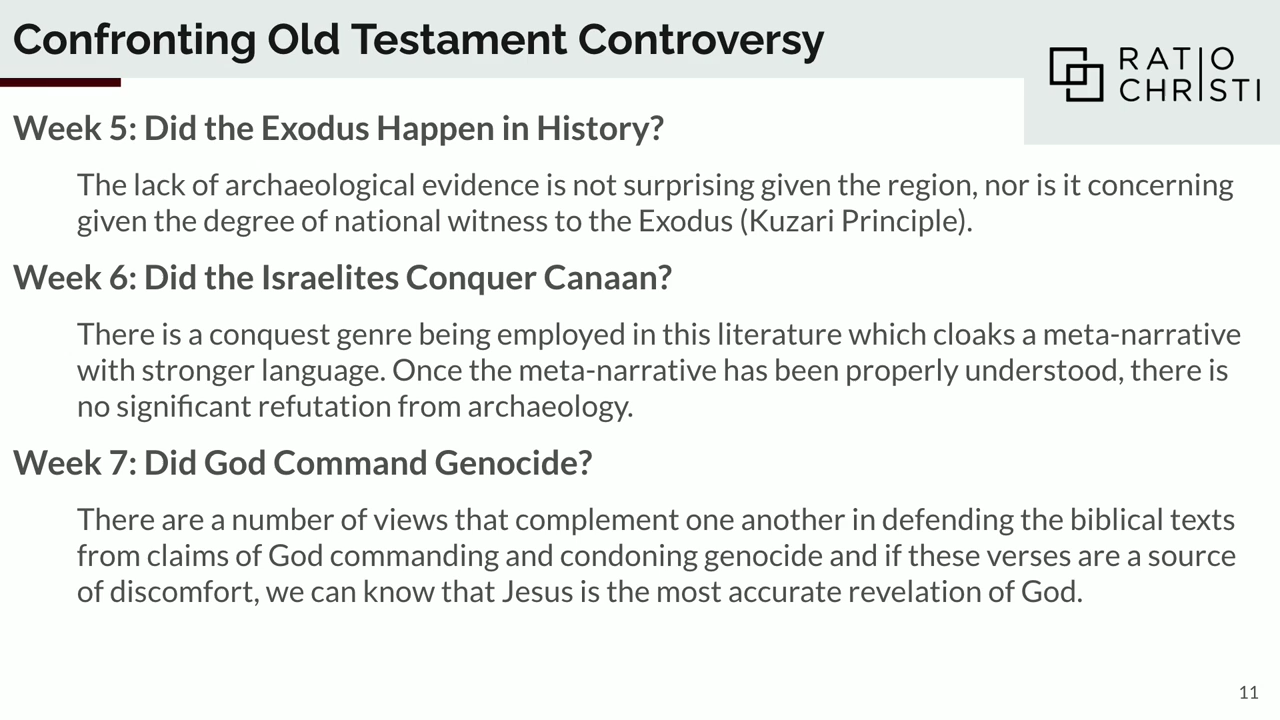 Confronting Old Testament Controversy
RATIO
CHRISTI
Week 5: Did the Exodus Happen in History?
The lack of archaeological evidence is not surprising given the region, nor is it concerning
given the degree of national witness to the Exodus (Kuzari Principle).
Week 6: Did the Israelites Conquer Canaan?
There is a conquest genre being employed in this literature which cloaks a meta-narrative
with stronger language. Once the meta-narrative has been properly understood, there is
no significant refutation from archaeology.
Week 7: Did God Command Genocide?
There are a number of views that complement one another in defending the biblical texts
from claims of God commanding and condoning genocide and if these verses are a source
of discomfort, we can know that Jesus is the most accurate revelation of God.
11